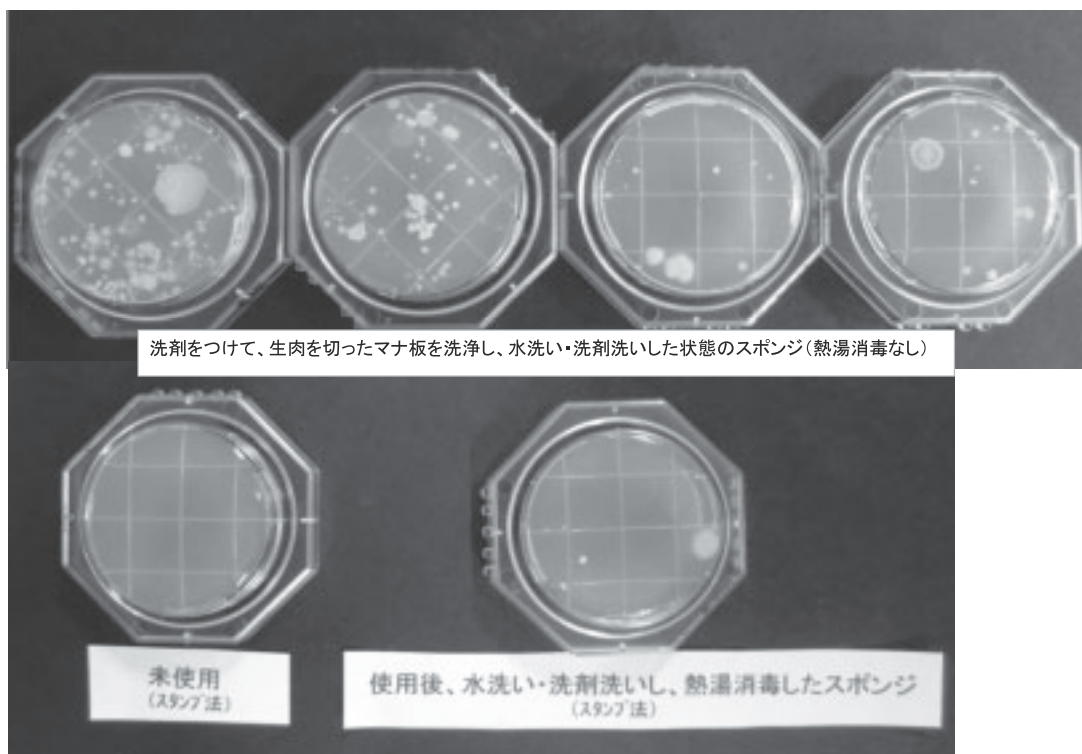 洗剤をつけて、生肉を切ったマナ板を洗浄し、水洗い・洗剤洗いした状態のスポンジ（熱湯消毒なし）
未使用
(スタンプ法)
使用後、水洗い・洗剤洗いし、熱湯消毒したスポンジ
(スタンプ法)